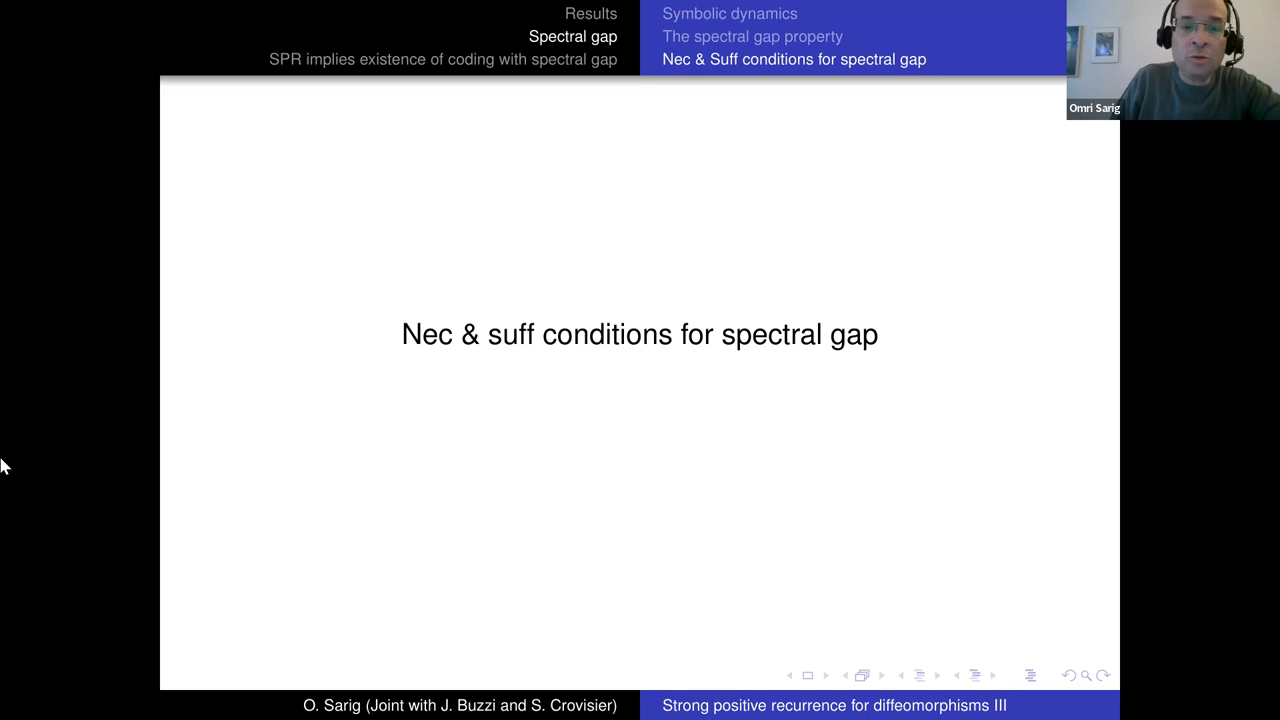 Results
Spectral gap
SPR implies existence of coding with spectral gap
Symbolic dynamics
The spectral gap property
Nec & Suff conditions for spectral gap
Omri Sarig
Nec & suff conditions for spectral gap
O. Sarig (Joint with J. Buzzi and S. Crovisier)
Strong positive recurrence for diffeomorphisms III